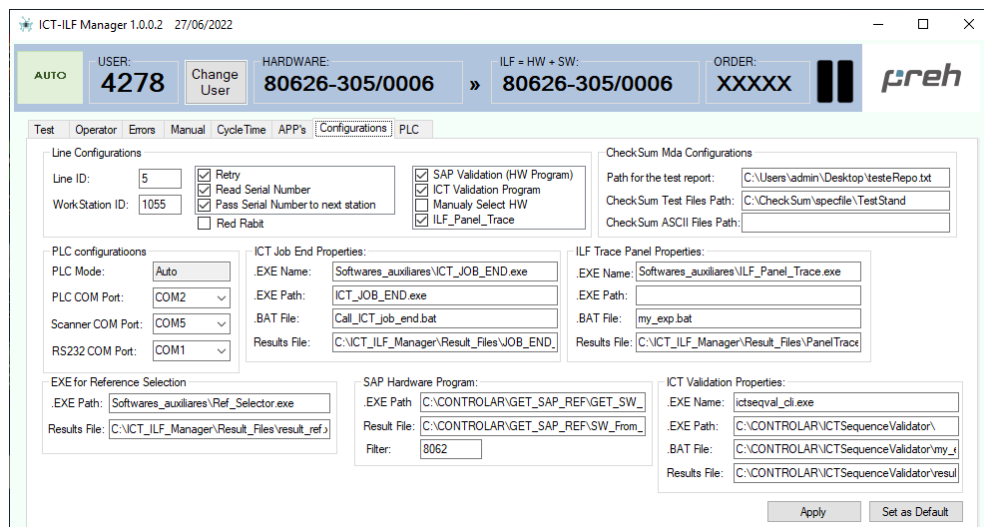 ICT-ILF Manager 1.0.0.2 27/06/2022
AUTO
USER:
4278
Change User
HARDWARE:
80626-305/0006
»
ILF = HW + SW:
80626-305/0006
ORDER:
XXXXX
preh
Test Operator Errors Manual CycleTime APP's Configurations PLC
Line Configurations
Line ID: 5
WorkStation ID: 1055
Retry
Read Serial Number
Pass Serial Number to next station
Red Rabit
SAP Validation (HW Program)
ICT Validation Program
Manualy Select HW
ILF_Panel_Trace
CheckSum Mda Configurations
Path for the test report: C:\Users\admin\Desktop\testeRepo.txt
CheckSum Test Files Path: C:\CheckSum\specfile\TestStand
CheckSum ASCII Files Path:
PLC configuratioons
PLC Mode: Auto
PLC COM Port: COM2
Scanner COM Port: COM5
RS232 COM Port: COM1
ICT Job End Properties:
.EXE Name: Softwares_auxiliares\ICT_JOB_END.exe
.EXE Path: ICT_JOB_END.exe
.BAT File: Call_ICT_job_end.bat
Results File: C:\ICT_ILF_Manager\Result_Files\JOB_END_
ILF Trace Panel Properties:
.EXE Name: Softwares_auxiliares\ILF_Panel_Trace.exe
.EXE Path:
.BAT File: my_exp.bat
Results File: C:\ICT_ILF_Manager\Result_Files\PanelTrace
EXE for Reference Selection
.EXE Path: Softwares_auxiliares\Ref_Selector.exe
Results File: C:\ICT_ILF_Manager\Result_Files\result_ref.
SAP Hardware Program:
.EXE Path C:\CONTROLAR\GET_SAP_REF\GET_SW_
Result File: C:\CONTROLAR\GET_SAP_REF\SW_From_
Filter: 8062
ICT Validation Properties:
.EXE Name: ictseqval_cli.exe
.EXE Path: C:\CONTROLAR\ICTSequenceValidator\
.BAT File: C:\CONTROLAR\ICTSequenceValidator\my_e
Results File: C:\CONTROLAR\ICTSequenceValidator\resul
Apply
Set as Default